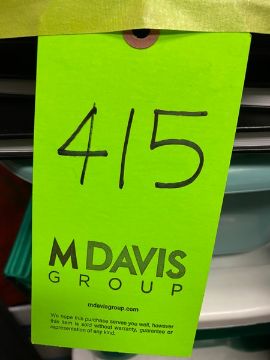 415
M DAVIS
GROUP
mdavisgroup.com
We hope this purchase serves you well, however
this item is sold without warranty, guarantee or
representation of any kind.